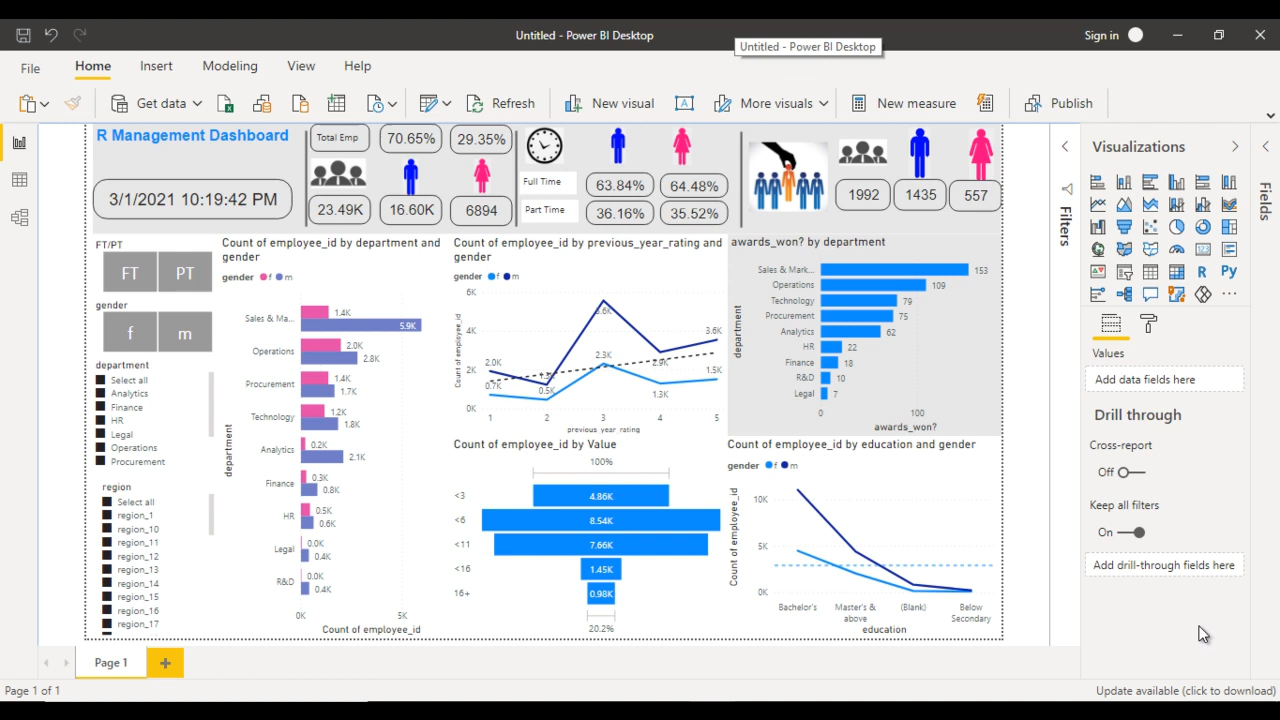 Untitled - Power BI Desktop
Untitled - Power BI Desktop
Sign in
File
Home
Insert
Modeling
View
Help
Get data
Refresh
New visual
More visuals
New measure
Publish
R Management Dashboard
3/1/2021 10:19:42 PM
Total Emp
70.65%
29.35%
23.49K
16.60K
6894
Full Time
63.84%
64.48%
Part Time
36.16%
35.52%
1992
1435
557
FT/PT
FT
PT
gender
f
m
department
Select all
Analytics
Finance
HR
Legal
Operations
Procurement
region
Select all
region_1
region_10
region_11
region_12
region_13
region_14
region_15
region_16
region_17
Count of employee_id by department and
gender
gender f m
department
Sales & Ma...
1.4K
5.9K
Operations
2.0K
2.8K
Procurement
1.4K
1.7K
Technology
1.2K
1.8K
Analytics
0.2K
2.1K
Finance
0.3K
0.8K
HR
0.5K
0.6K
Legal
0.0K
0.4K
R&D
0.0K
0.4K
0K
5K
Count of employee_id
Count of employee_id by previous_year_rating and
gender
gender f m
Count of employee_id
6K
4K
2K
0K
2.0K
0.7K
0.5K
2.3K
2.9K
1.3K
3.6K
1.5K
1
2
3
4
5
previous year rating
Count of employee_id by Value
100%
<3
4.86K
<6
8.54K
<11
7.66K
<16
1.45K
16+
0.98K
20.2%
awards_won? by department
department
Sales & Mark...
153
Operations
109
Technology
79
Procurement
75
Analytics
62
HR
22
Finance
18
R&D
10
Legal
7
0
100
awards_won?
Count of employee_id by education and gender
gender f m
Count of employee_id
10K
5K
0K
Bachelor's
Master's &
above
(Blank)
Below
Secondary
education
Filters
Visualizations
R
Py
Values
Add data fields here
Drill through
Cross-report
Off
Keep all filters
On
Add drill-through fields here
Fields
Page 1
Page 1 of 1
Update available (click to download)